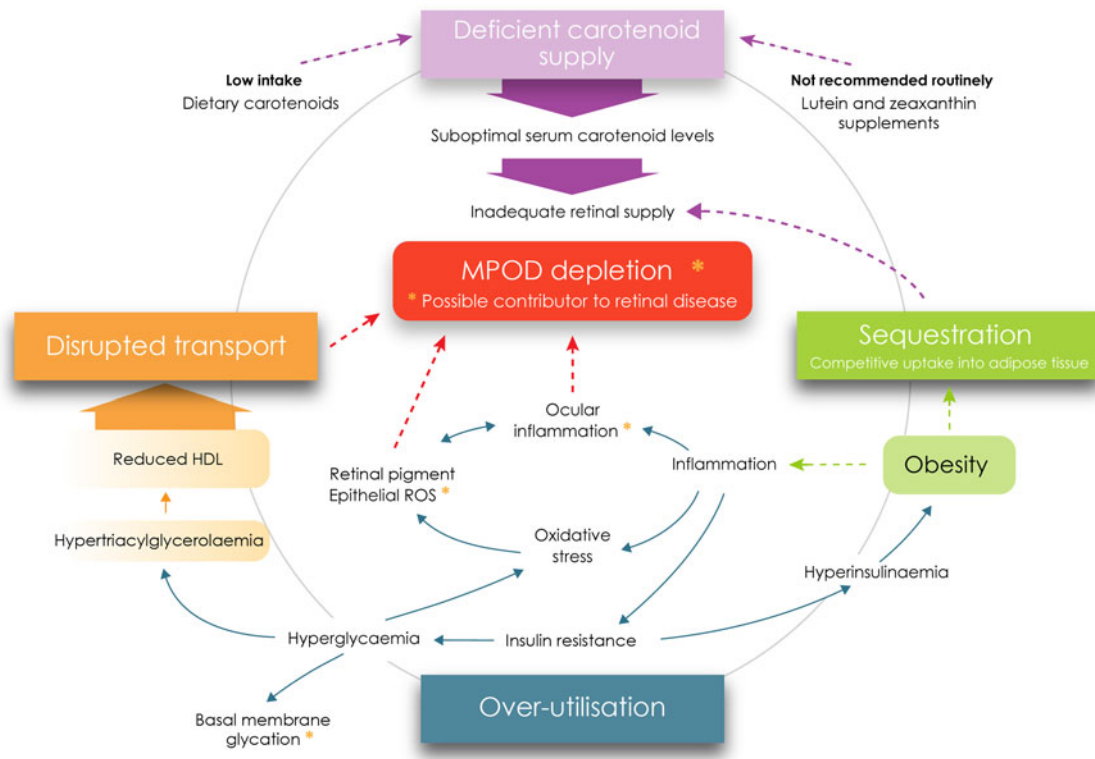 Deficient carotenoid
supply
Low intake
Dietary carotenoids
Not recommended routinely
Lutein and zeaxanthin
supplements
Suboptimal serum carotenoid levels
Inadequate retinal supply
MPOD depletion *
* Possible contributor to retinal disease
Disrupted transport
Sequestration
Competitive uptake into adipose tissue
Reduced HDL
Hypertriacylglycerolaemia
Ocular
inflammation *
Retinal pigment
Epithelial ROS *
Inflammation
Obesity
Oxidative
stress
Hyperinsulinaemia
Hyperglycaemia
Insulin resistance
Basal membrane
glycation *
Over-utilisation